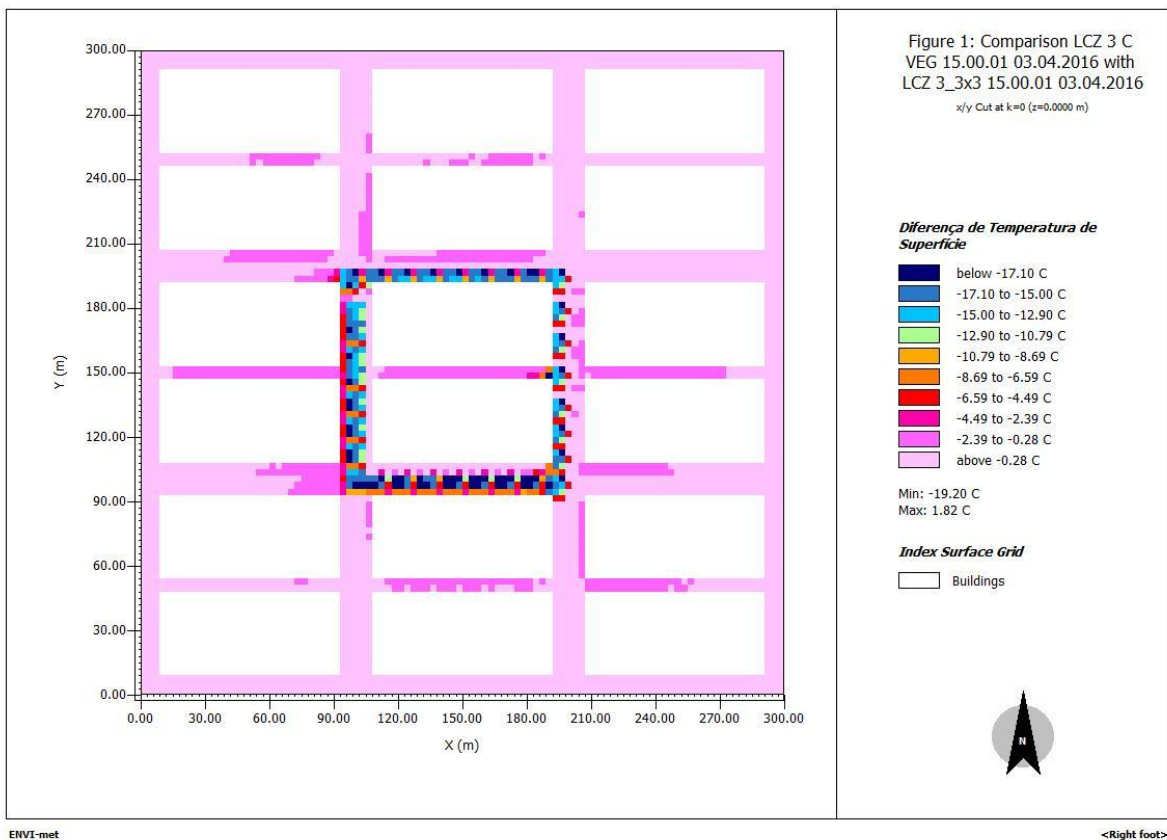 Figure 1: Comparison LCZ 3 C
VEG 15.00.01 03.04.2016 with
LCZ 3_3x3 15.00.01 03.04.2016
x/y Cut at k=0 (z=0.0000 m)
300.00
270.00
240.00
210.00
180.00
150.00
120.00
90.00
60.00
30.00
0.00
Y (m)
0.00 30.00 60.00 90.00 120.00 150.00 180.00 210.00 240.00 270.00 300.00
X (m)
Diferença de Temperatura de
Superfície
below -17.10 C
-17.10 to -15.00 C
-15.00 to -12.90 C
-12.90 to -10.79 C
-10.79 to -8.69 C
-8.69 to -6.59 C
-6.59 to -4.49 C
-4.49 to -2.39 C
-2.39 to -0.28 C
above -0.28 C
Min: -19.20 C
Max: 1.82 C
Index Surface Grid
Buildings
N
ENVI-met
<Right foot>